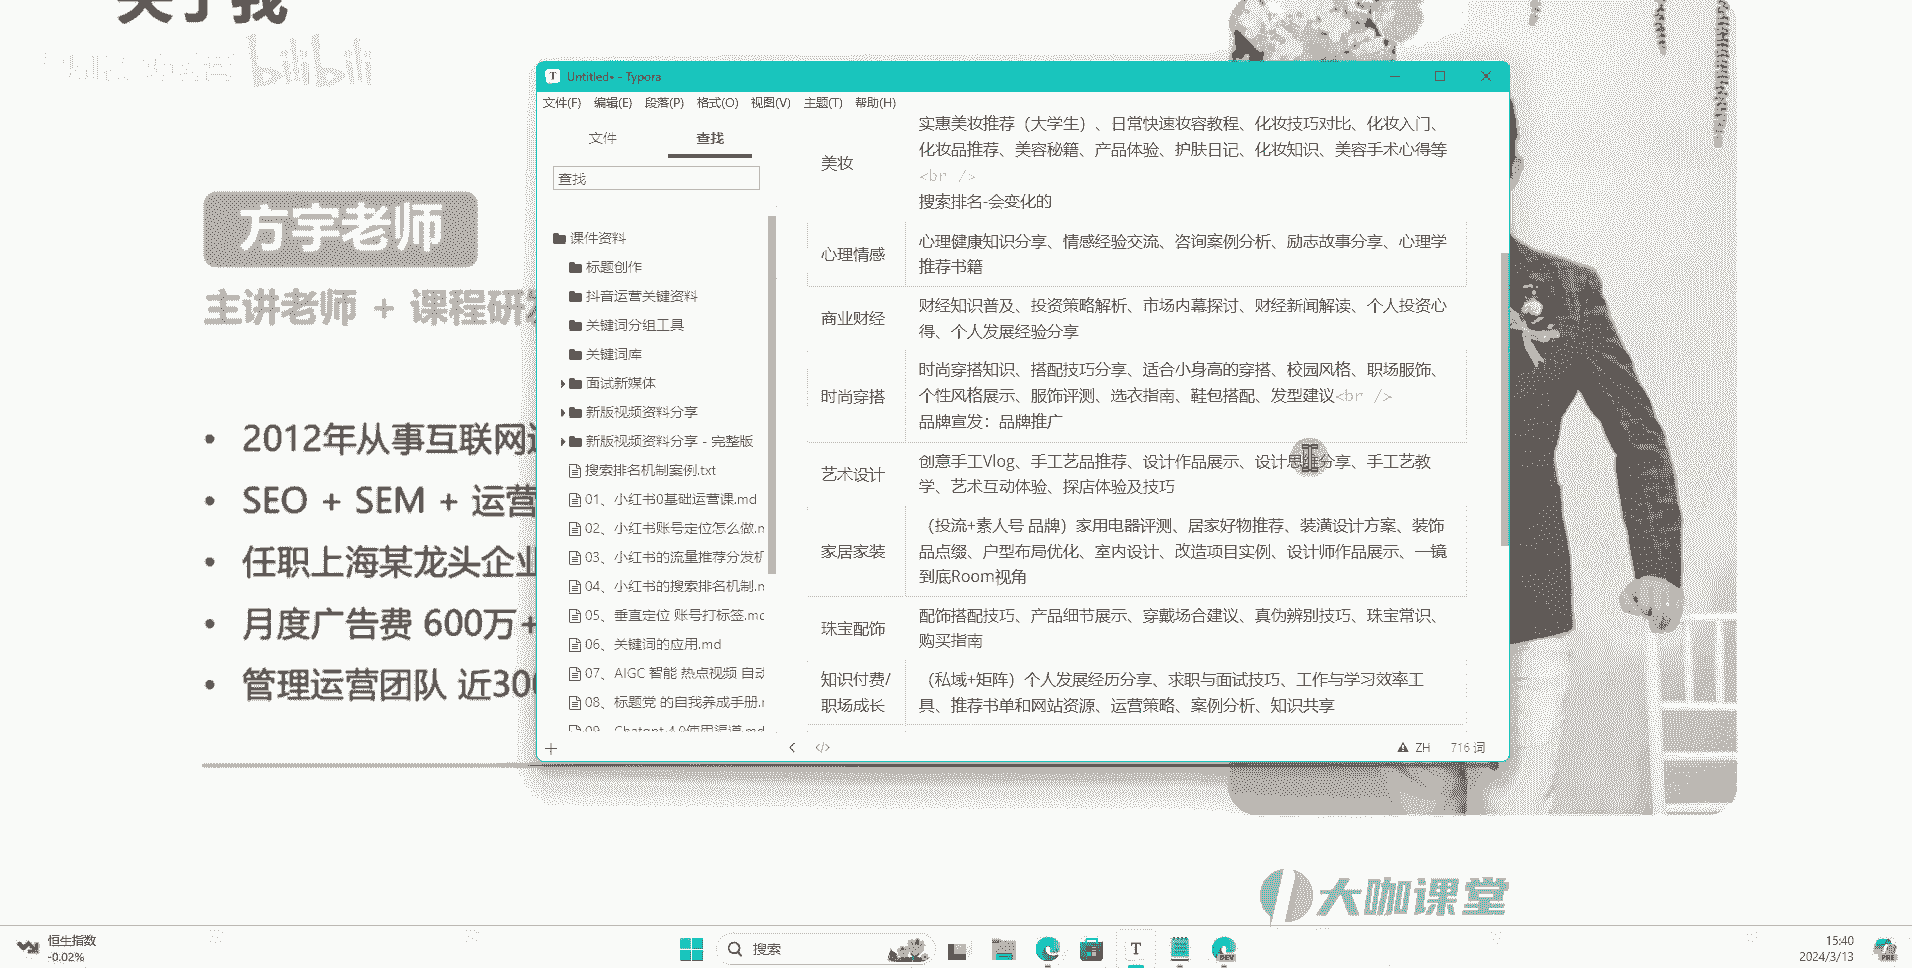 关于我
bilibili
方宇老师
主讲老师 + 课程研发
2012年从事互联网
SEO + SEM + 运营
任职上海某龙头企业
月度广告费 600万+
管理运营团队 近300
Untitled• - Typora
文件(F) 编辑(E) 段落(P) 格式(O) 视图(V) 主题(T) 帮助(H)
文件 查找
查找
课件资料
标题创作
抖音运营关键资料
关键词分组工具
关键词库
面试新媒体
新版视频资料分享
新版视频资料分享 - 完整版
搜索排名机制案例.txt
01、小红书0基础运营课.md
02、小红书账号定位怎么做.m
03、小红书的流量推荐分发机
04、小红书的搜索排名机制.m
05、垂直定位 账号打标签.md
06、关键词的应用.md
07、AIGC 智能 热点视频 自动
08、标题党 的自我养成手册.m
09、Chatgpt 4.0使用渠道.md
美妆
实惠美妆推荐（大学生）、日常快速妆容教程、化妆技巧对比、化妆入门、
化妆品推荐、美容秘籍、产品体验、护肤日记、化妆知识、美容手术心得等
<br />
搜索排名-会变化的
心理情感
心理健康知识分享、情感经验交流、咨询案例分析、励志故事分享、心理学
推荐书籍
商业财经
财经知识普及、投资策略解析、市场内幕探讨、财经新闻解读、个人投资心
得、个人发展经验分享
时尚穿搭
时尚穿搭知识、搭配技巧分享、适合小身高的穿搭、校园风格、职场服饰、
个性风格展示、服饰评测、选衣指南、鞋包搭配、发型建议<br />
品牌宣发：品牌推广
艺术设计
创意手工Vlog、手工艺品推荐、设计作品展示、设计思维分享、手工艺教
学、艺术互动体验、探店体验及技巧
家居家装
（投流+素人号 品牌）家用电器评测、居家好物推荐、装潢设计方案、装饰
品点缀、户型布局优化、室内设计、改造项目实例、设计师作品展示、一镜
到底Room视角
珠宝配饰
配饰搭配技巧、产品细节展示、穿戴场合建议、真伪辨别技巧、珠宝常识、
购买指南
知识付费/
职场成长
（私域+矩阵）个人发展经历分享、求职与面试技巧、工作与学习效率工
具、推荐书单和网站资源、运营策略、案例分析、知识共享
ZH 716 词
大咖课堂
恒生指数
-0.02%
搜索
DEV
15:40
2024/3/13
PRE